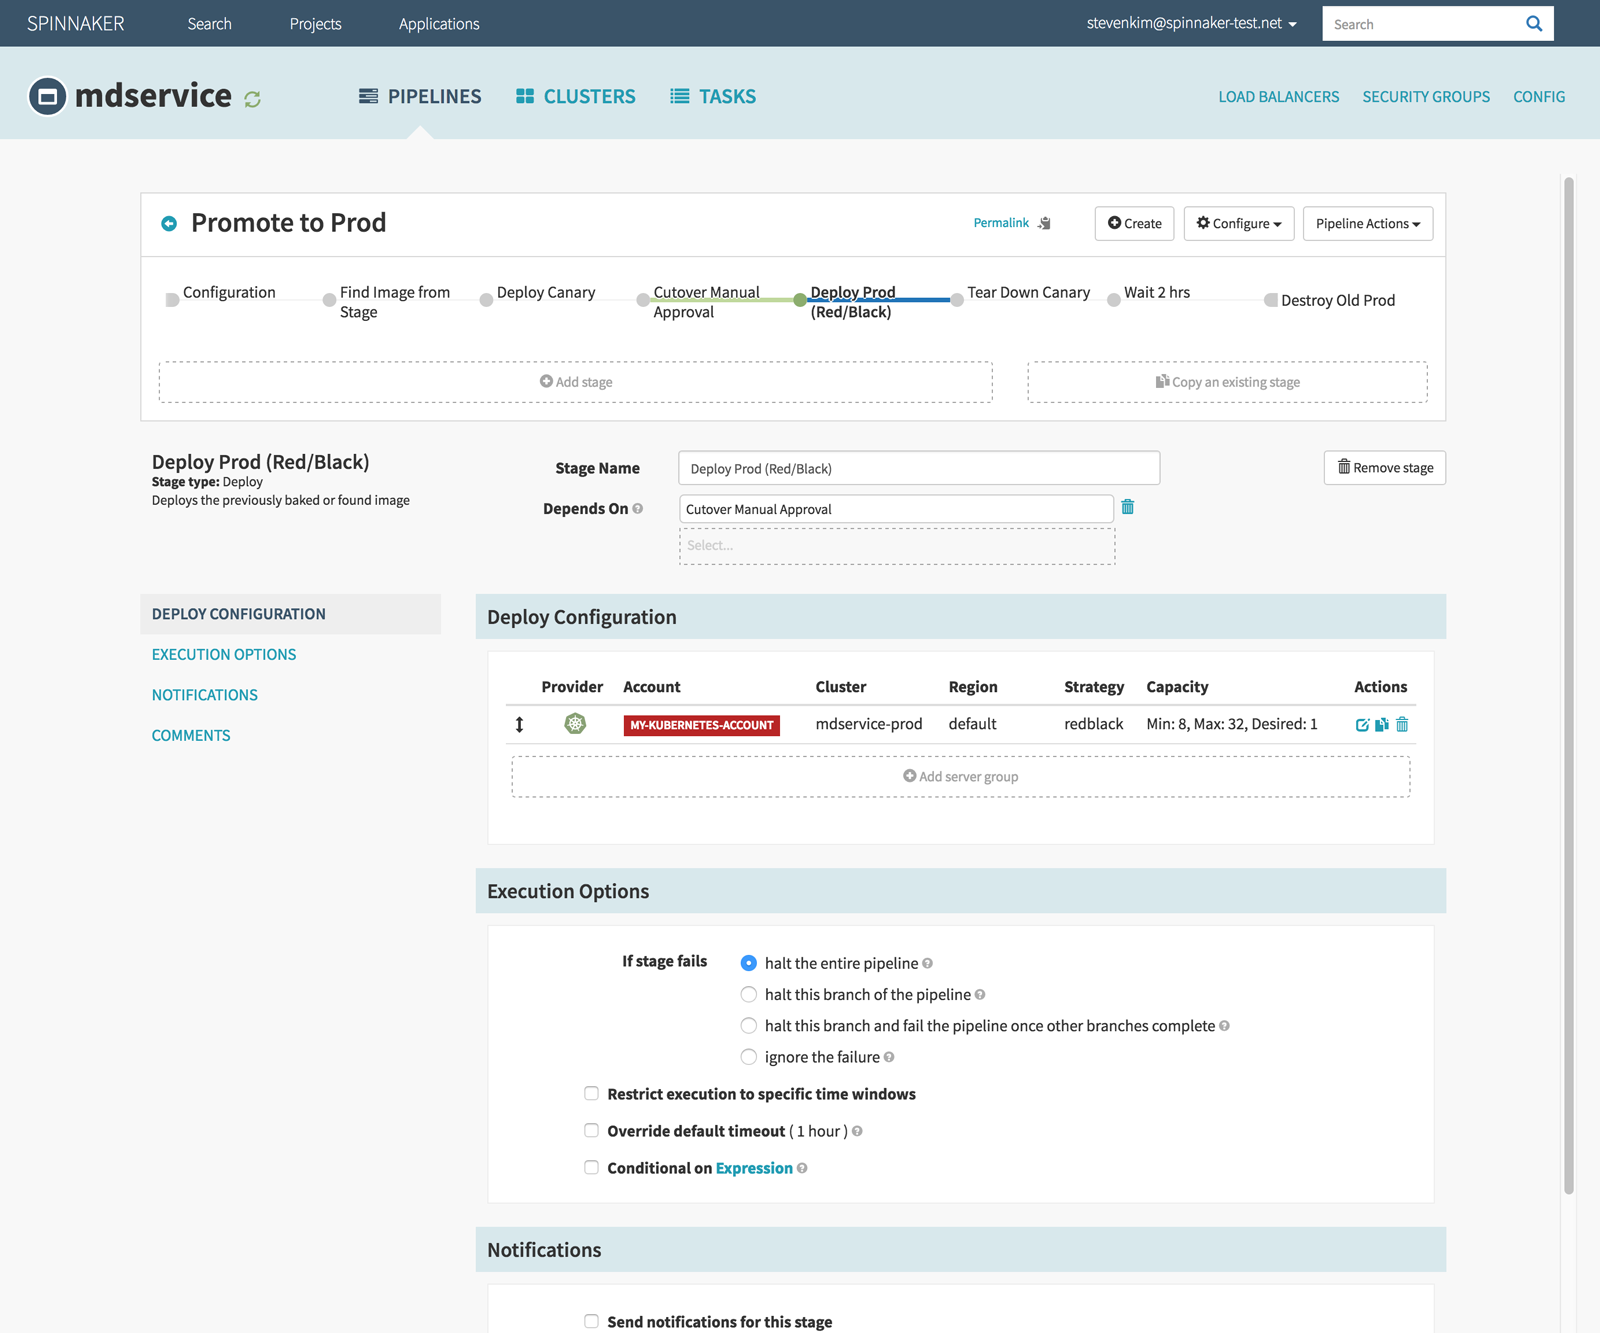 SPINNAKER Search Projects Applications stevenkim@spinnaker-test.net Search
mdservice PIPELINES CLUSTERS TASKS LOAD BALANCERS SECURITY GROUPS CONFIG
Promote to Prod Permalink Create Configure Pipeline Actions
Configuration Find Image from Stage Deploy Canary Cutover Manual Approval Deploy Prod (Red/Black) Tear Down Canary Wait 2 hrs Destroy Old Prod
Add stage Copy an existing stage
Deploy Prod (Red/Black)
Stage type: Deploy
Deploys the previously baked or found image
Stage Name Deploy Prod (Red/Black) Remove stage
Depends On Cutover Manual Approval
Select...
DEPLOY CONFIGURATION
EXECUTION OPTIONS
NOTIFICATIONS
COMMENTS
Deploy Configuration
Provider Account Cluster Region Strategy Capacity Actions
MY-KUBERNETES-ACCOUNT mdservice-prod default redblack Min: 8, Max: 32, Desired: 1
Add server group
Execution Options
If stage fails halt the entire pipeline
halt this branch of the pipeline
halt this branch and fail the pipeline once other branches complete
ignore the failure
Restrict execution to specific time windows
Override default timeout ( 1 hour )
Conditional on Expression
Notifications
Send notifications for this stage